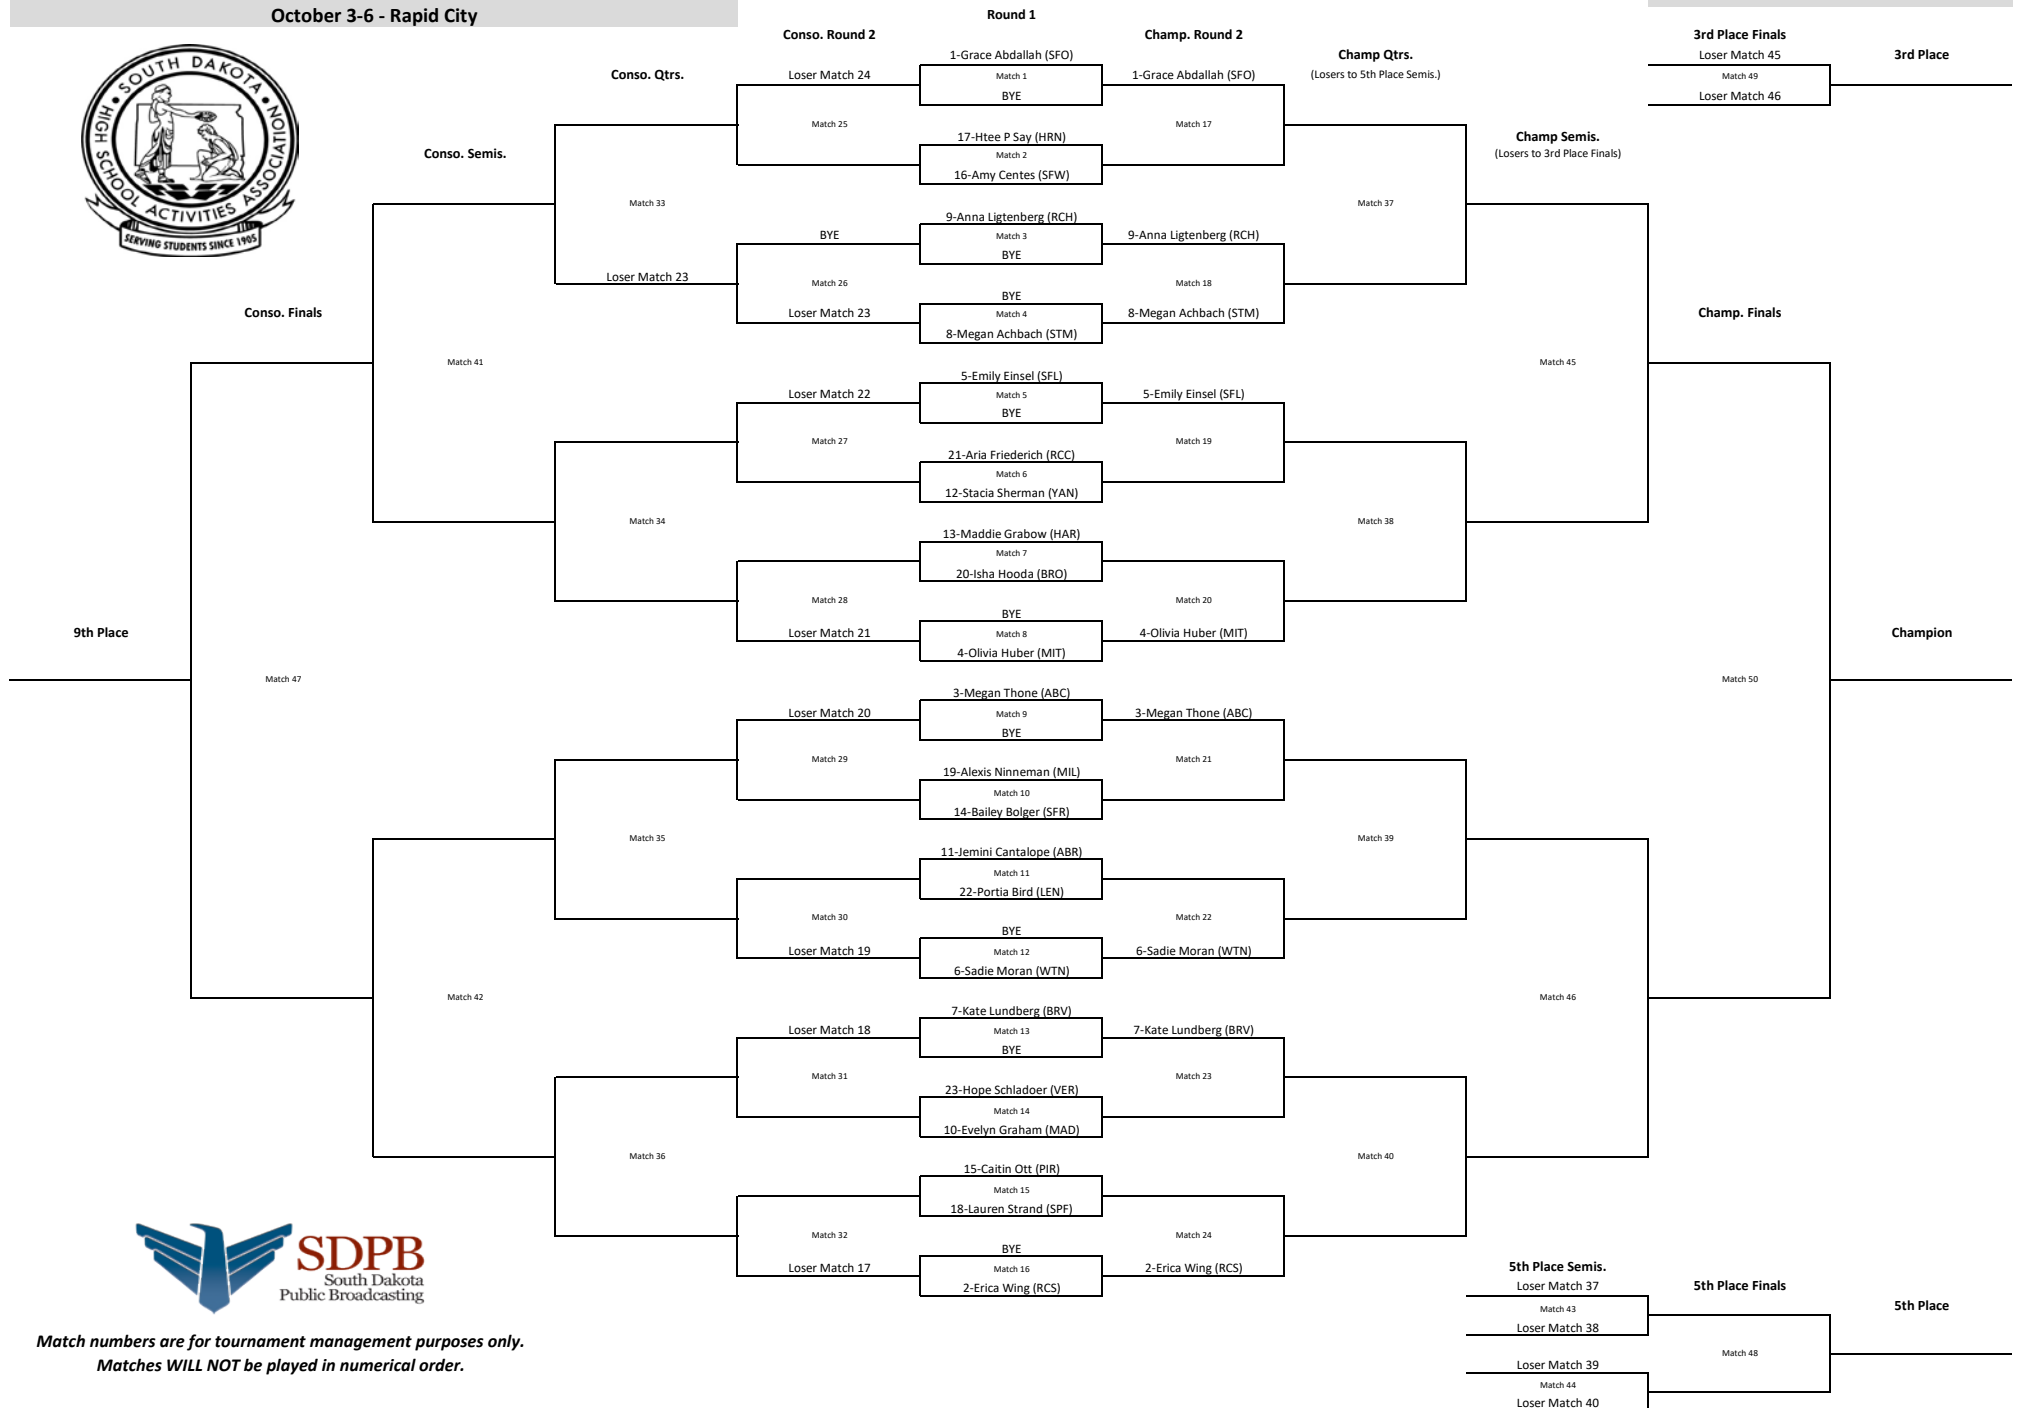 October 3-6 - Rapid City
Round 1
Conso. Round 2
Champ. Round 2
3rd Place Finals
1-Grace Abdallah (SFO)
Loser Match 45
3rd Place
Conso. Qtrs.
Loser Match 24
Match 1
1-Grace Abdallah (SFO)
Champ Qtrs.
(Losers to 5th Place Semis.)
Match 49
BYE
Loser Match 46
SOUTH DAKOTA HIGH SCHOOL ACTIVITIES ASSOCIATION
SERVING STUDENTS SINCE 1905
Match 25
Match 17
17-Htee P Say (HRN)
Champ Semis.
(Losers to 3rd Place Finals)
Conso. Semis.
Match 2
16-Amy Centes (SFW)
Match 33
Match 37
9-Anna Ligtenberg (RCH)
BYE
Match 3
9-Anna Ligtenberg (RCH)
BYE
Loser Match 23
Match 26
Match 18
BYE
Conso. Finals
Loser Match 23
Match 4
8-Megan Achbach (STM)
Champ. Finals
8-Megan Achbach (STM)
Match 41
Match 45
5-Emily Einsel (SFL)
Loser Match 22
Match 5
5-Emily Einsel (SFL)
BYE
Match 27
Match 19
21-Aria Friederich (RCC)
Match 6
12-Stacia Sherman (YAN)
Match 34
Match 38
13-Maddie Grabow (HAR)
Match 7
20-Isha Hooda (BRO)
Match 28
Match 20
BYE
9th Place
Loser Match 21
Match 8
4-Olivia Huber (MIT)
Champion
4-Olivia Huber (MIT)
Match 47
Match 50
3-Megan Thone (ABC)
Loser Match 20
Match 9
3-Megan Thone (ABC)
BYE
Match 29
Match 21
19-Alexis Ninneman (MIL)
Match 10
14-Bailey Bolger (SFR)
Match 35
Match 39
11-Jemini Cantalope (ABR)
Match 11
22-Portia Bird (LEN)
Match 30
Match 22
BYE
Loser Match 19
Match 12
6-Sadie Moran (WTN)
6-Sadie Moran (WTN)
Match 42
Match 46
7-Kate Lundberg (BRV)
Loser Match 18
Match 13
7-Kate Lundberg (BRV)
BYE
Match 31
Match 23
23-Hope Schladoer (VER)
Match 14
10-Evelyn Graham (MAD)
Match 36
Match 40
15-Caitin Ott (PIR)
Match 15
18-Lauren Strand (SPF)
Match 32
Match 24
BYE
Loser Match 17
Match 16
2-Erica Wing (RCS)
2-Erica Wing (RCS)
SDPB
South Dakota
Public Broadcasting
5th Place Semis.
Loser Match 37
5th Place Finals
Match 43
5th Place
Loser Match 38
Match numbers are for tournament management purposes only.
Matches WILL NOT be played in numerical order.
Match 48
Loser Match 39
Match 44
Loser Match 40